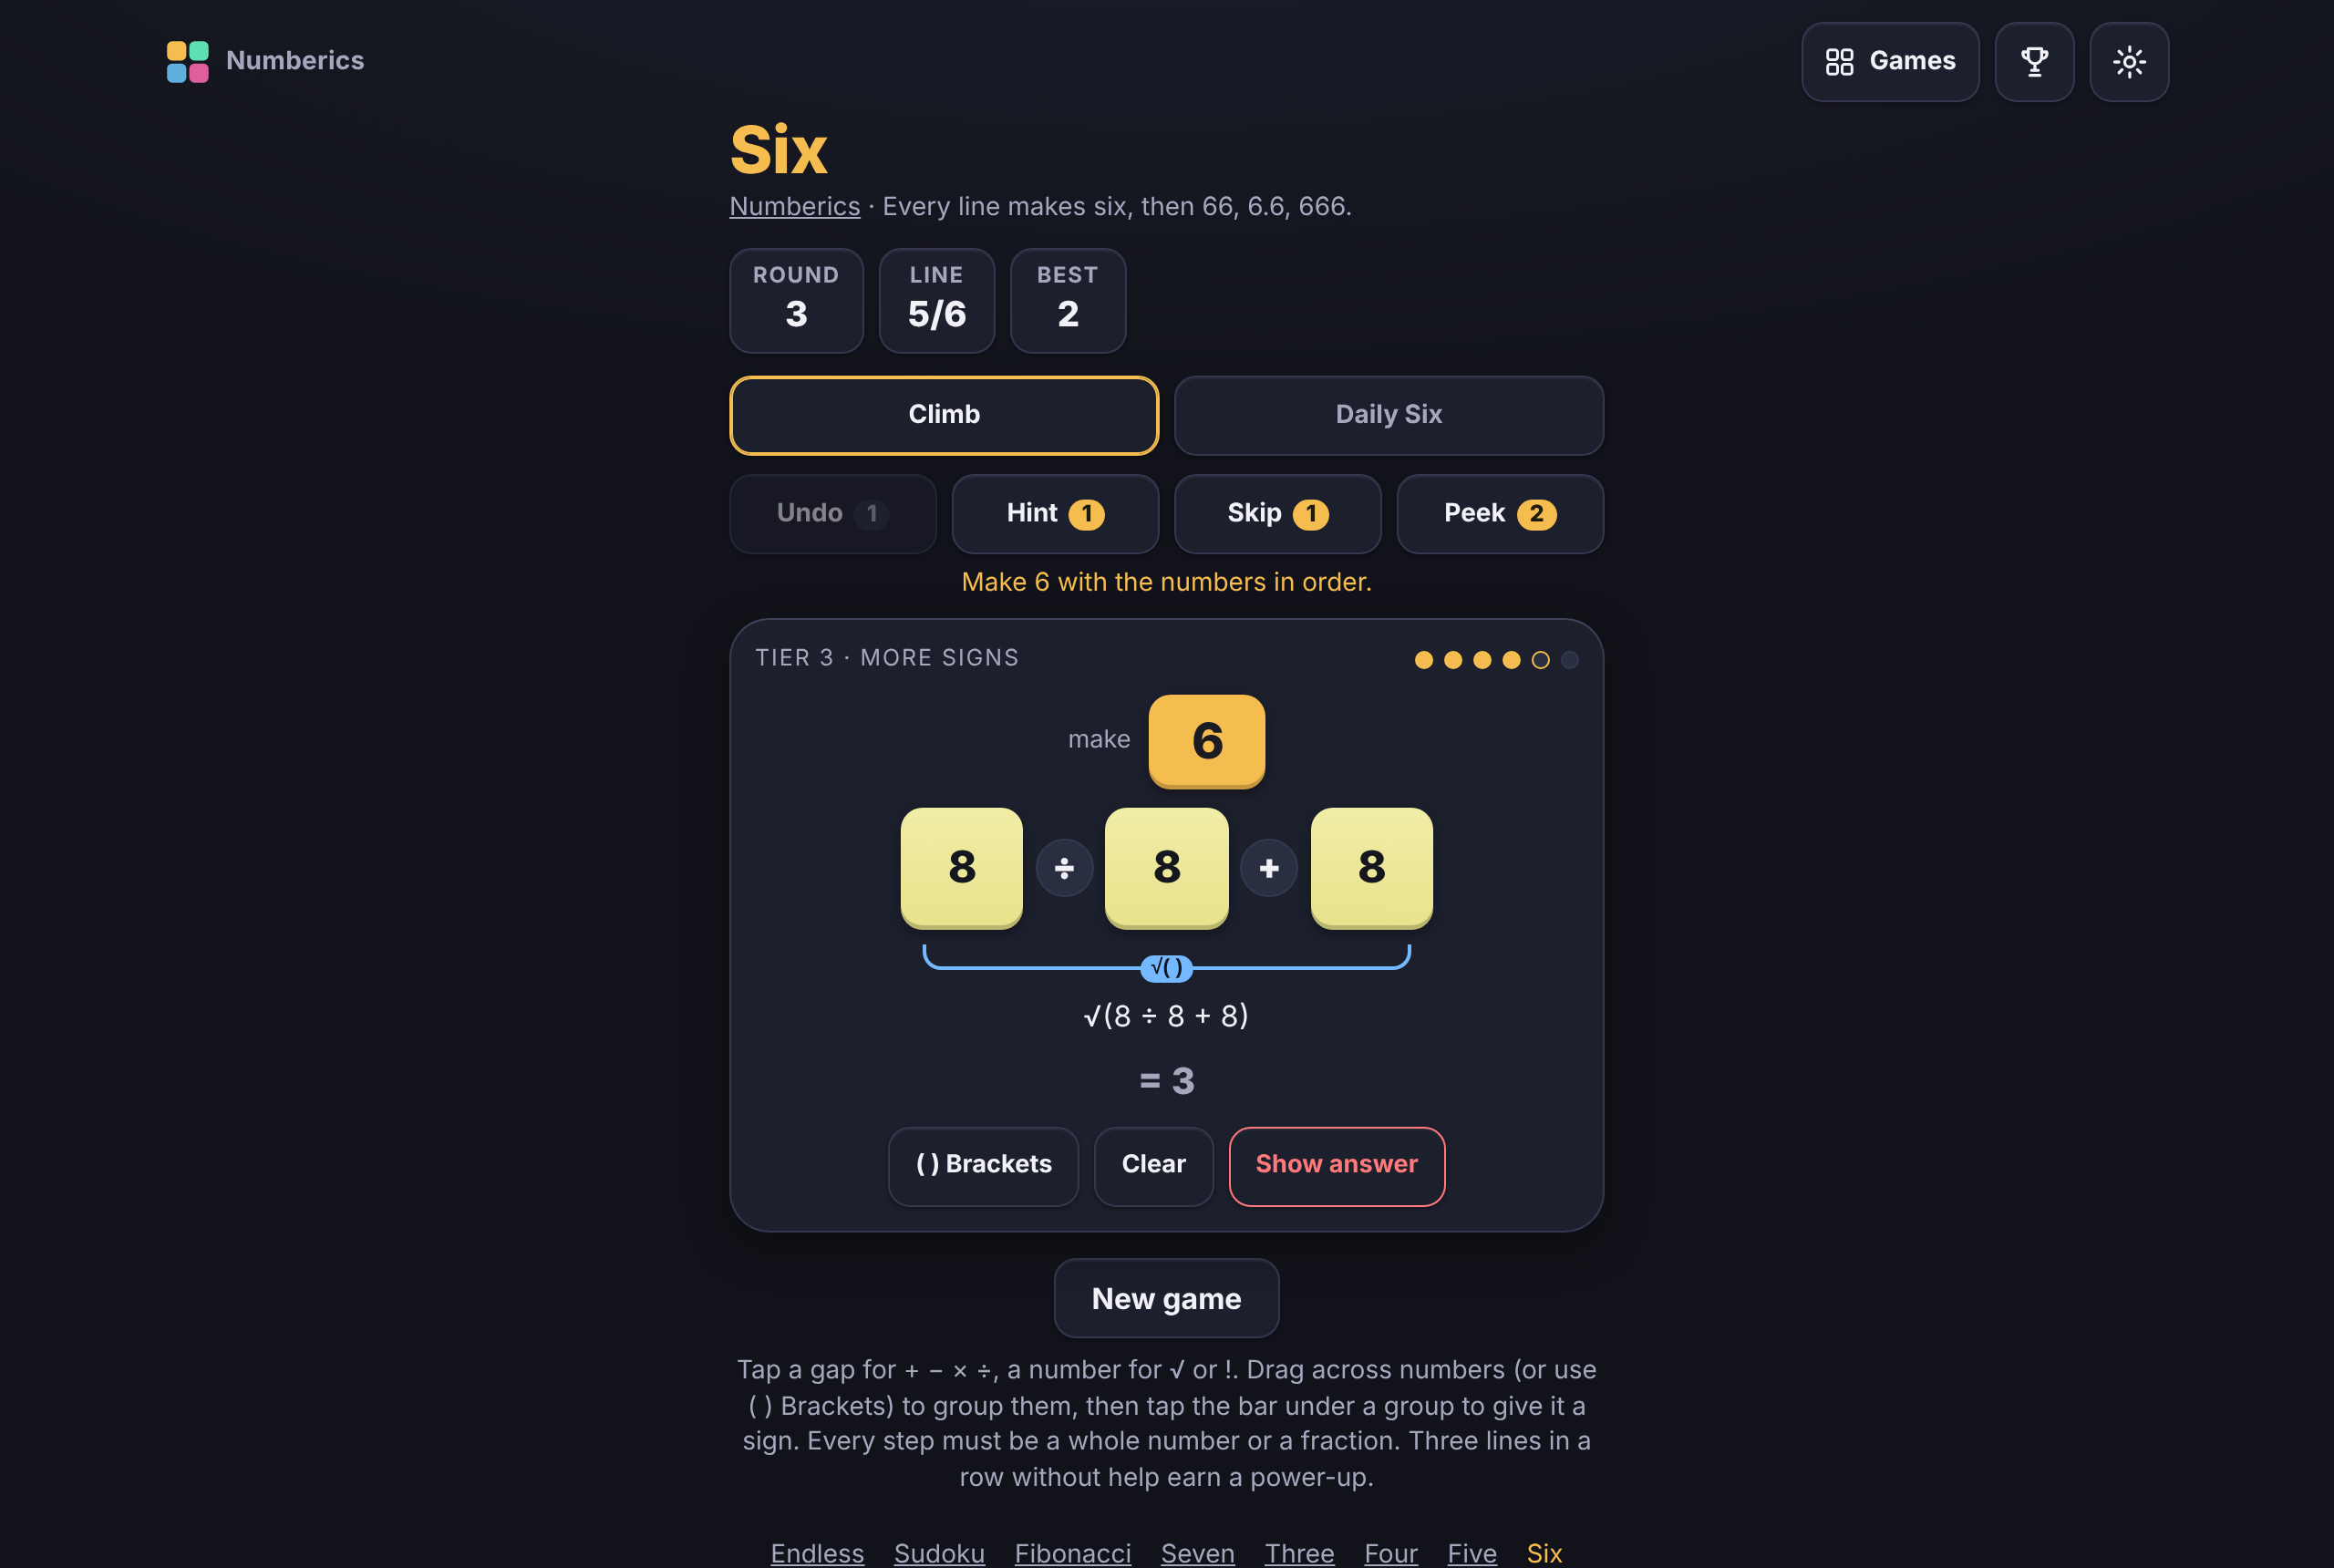 Numberics
Games
Six
Numberics · Every line makes six, then 66, 6.6, 666.
ROUND LINE BEST
3 5/6 2
Climb Daily Six
Undo 1 Hint 1 Skip 1 Peek 2
Make 6 with the numbers in order.
TIER 3 · MORE SIGNS
make 6
8 ÷ 8 + 8
√( )
√(8 ÷ 8 + 8)
= 3
( ) Brackets Clear Show answer
New game
Tap a gap for + − × ÷, a number for √ or !. Drag across numbers (or use
( ) Brackets) to group them, then tap the bar under a group to give it a
sign. Every step must be a whole number or a fraction. Three lines in a
row without help earn a power-up.
Endless Sudoku Fibonacci Seven Three Four Five Six